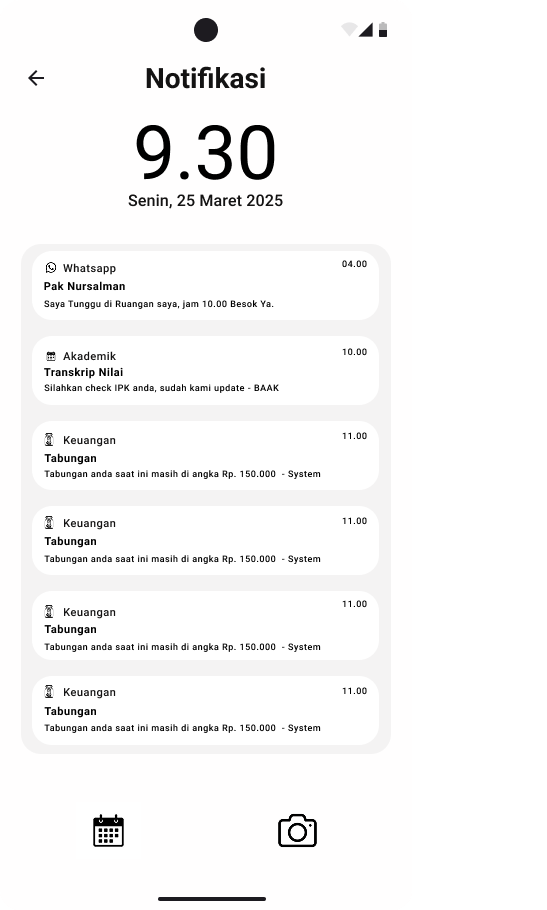 Notifikasi
9.30
Senin, 25 Maret 2025
Whatsapp 04.00
Pak Nursalman
Saya Tunggu di Ruangan saya, jam 10.00 Besok Ya.
Akademik 10.00
Transkrip Nilai
Silahkan check IPK anda, sudah kami update - BAAK
Keuangan 11.00
Tabungan
Tabungan anda saat ini masih di angka Rp. 150.000  - System
Keuangan 11.00
Tabungan
Tabungan anda saat ini masih di angka Rp. 150.000  - System
Keuangan 11.00
Tabungan
Tabungan anda saat ini masih di angka Rp. 150.000  - System
Keuangan 11.00
Tabungan
Tabungan anda saat ini masih di angka Rp. 150.000  - System